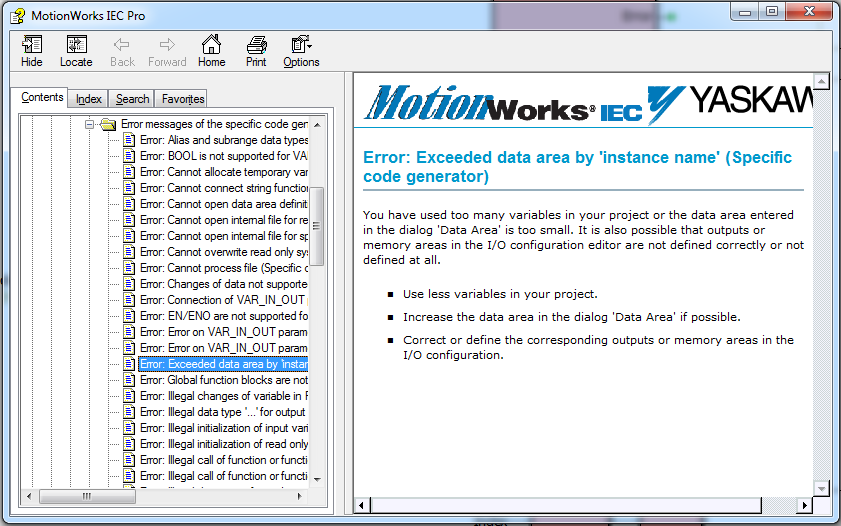 MotionWorks IEC Pro
Hide Locate Back Forward Home Print Options
Contents Index Search Favorites
Error messages of the specific code ger
Error: Alias and subrange data types
Error: BOOL is not supported for VAR
Error: Cannot allocate temporary vari
Error: Cannot connect string function
Error: Cannot open data area definiti
Error: Cannot open internal file for re
Error: Cannot open internal file for sp
Error: Cannot overwrite read only sys
Error: Cannot process file (Specific c
Error: Changes of data not supporte
Error: Connection of VAR_IN_OUT p
Error: EN/ENO are not supported fo
Error: Error on VAR_IN_OUT param
Error: Error on VAR_IN_OUT param
Error: Exceeded data area by 'instan
Error: Global function blocks are not
Error: Illegal changes of variable in F
Error: Illegal data type '...' for output
Error: Illegal initialization of input vari
Error: Illegal initialization of read only
Error: Illegal call of function or functi
Error: Illegal call of function or functi
MotionWorks® IEC YASKAW
Error: Exceeded data area by 'instance name' (Specific
code generator)
You have used too many variables in your project or the data area entered
in the dialog 'Data Area' is too small. It is also possible that outputs or
memory areas in the I/O configuration editor are not defined correctly or not
defined at all.
Use less variables in your project.
Increase the data area in the dialog 'Data Area' if possible.
Correct or define the corresponding outputs or memory areas in the
I/O configuration.